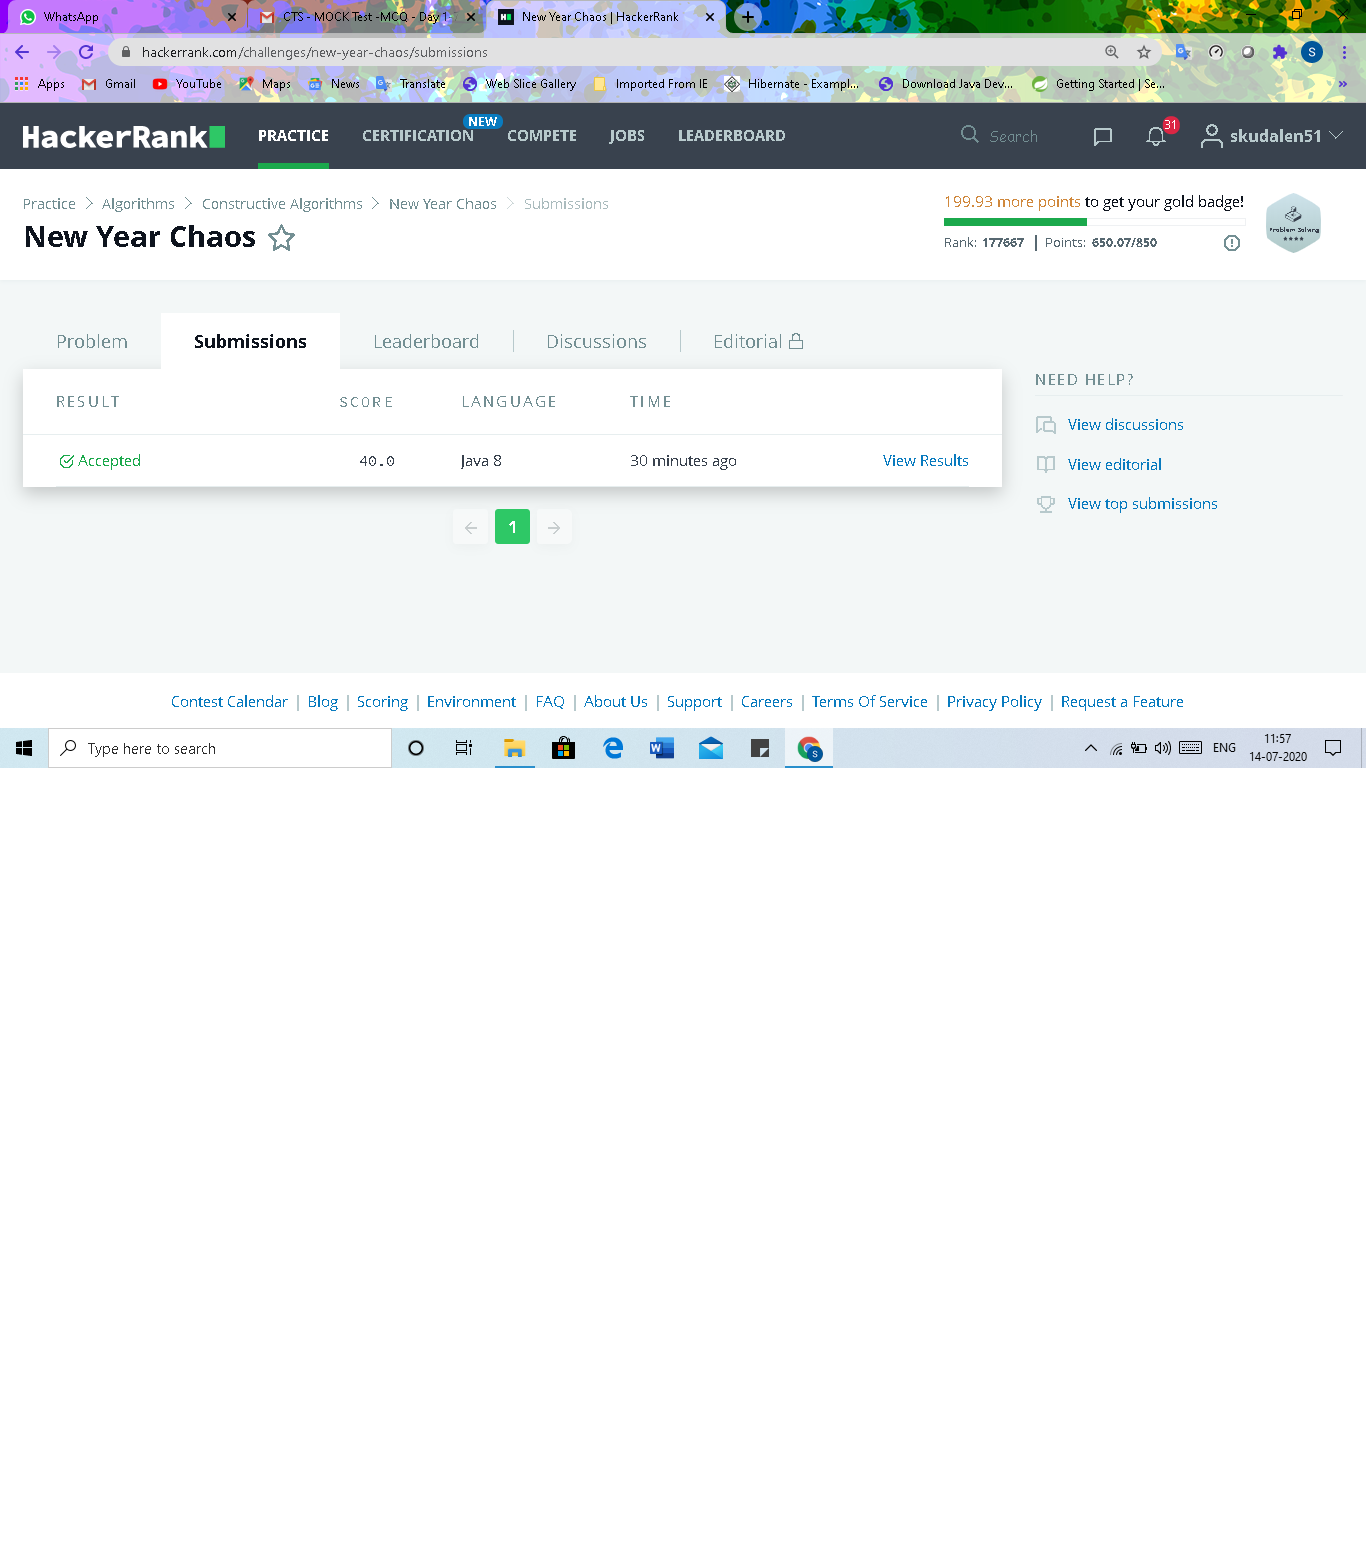 WhatsApp
CTS - MOCK Test -MCQ - Day 1-
New Year Chaos | HackerRank
hackerrank.com/challenges/new-year-chaos/submissions
S
Apps Gmail YouTube Maps News Translate Web Slice Gallery Imported From IE Hibernate - Exampl... Download Java Dev... Getting Started | Se... »
HackerRank PRACTICE CERTIFICATION NEW COMPETE JOBS LEADERBOARD Search 31 skudalen51
Practice > Algorithms > Constructive Algorithms > New Year Chaos > Submissions
New Year Chaos
199.93 more points to get your gold badge!
Rank: 177667 | Points: 650.07/850
Problem Solving
Problem Submissions Leaderboard Discussions Editorial
RESULT SCORE LANGUAGE TIME
Accepted 40.0 Java 8 30 minutes ago View Results
1
NEED HELP?
View discussions
View editorial
View top submissions
Contest Calendar | Blog | Scoring | Environment | FAQ | About Us | Support | Careers | Terms Of Service | Privacy Policy | Request a Feature
Type here to search
ENG
11:57
14-07-2020